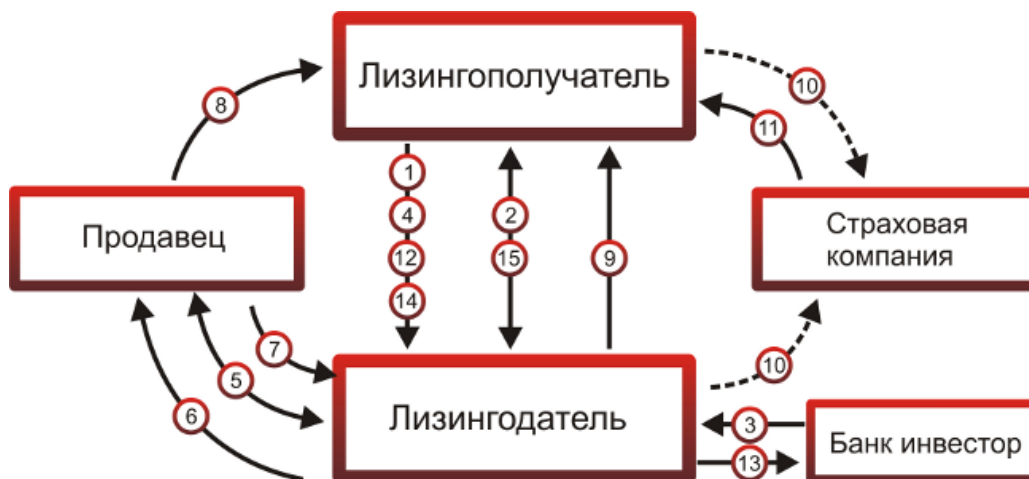 Лизингополучатель
10
8
11
1
4
2
12
15
9
14
Продавец
Страховая
компания
7
5
6
10
Лизингодатель
3
13
Банк инвестор